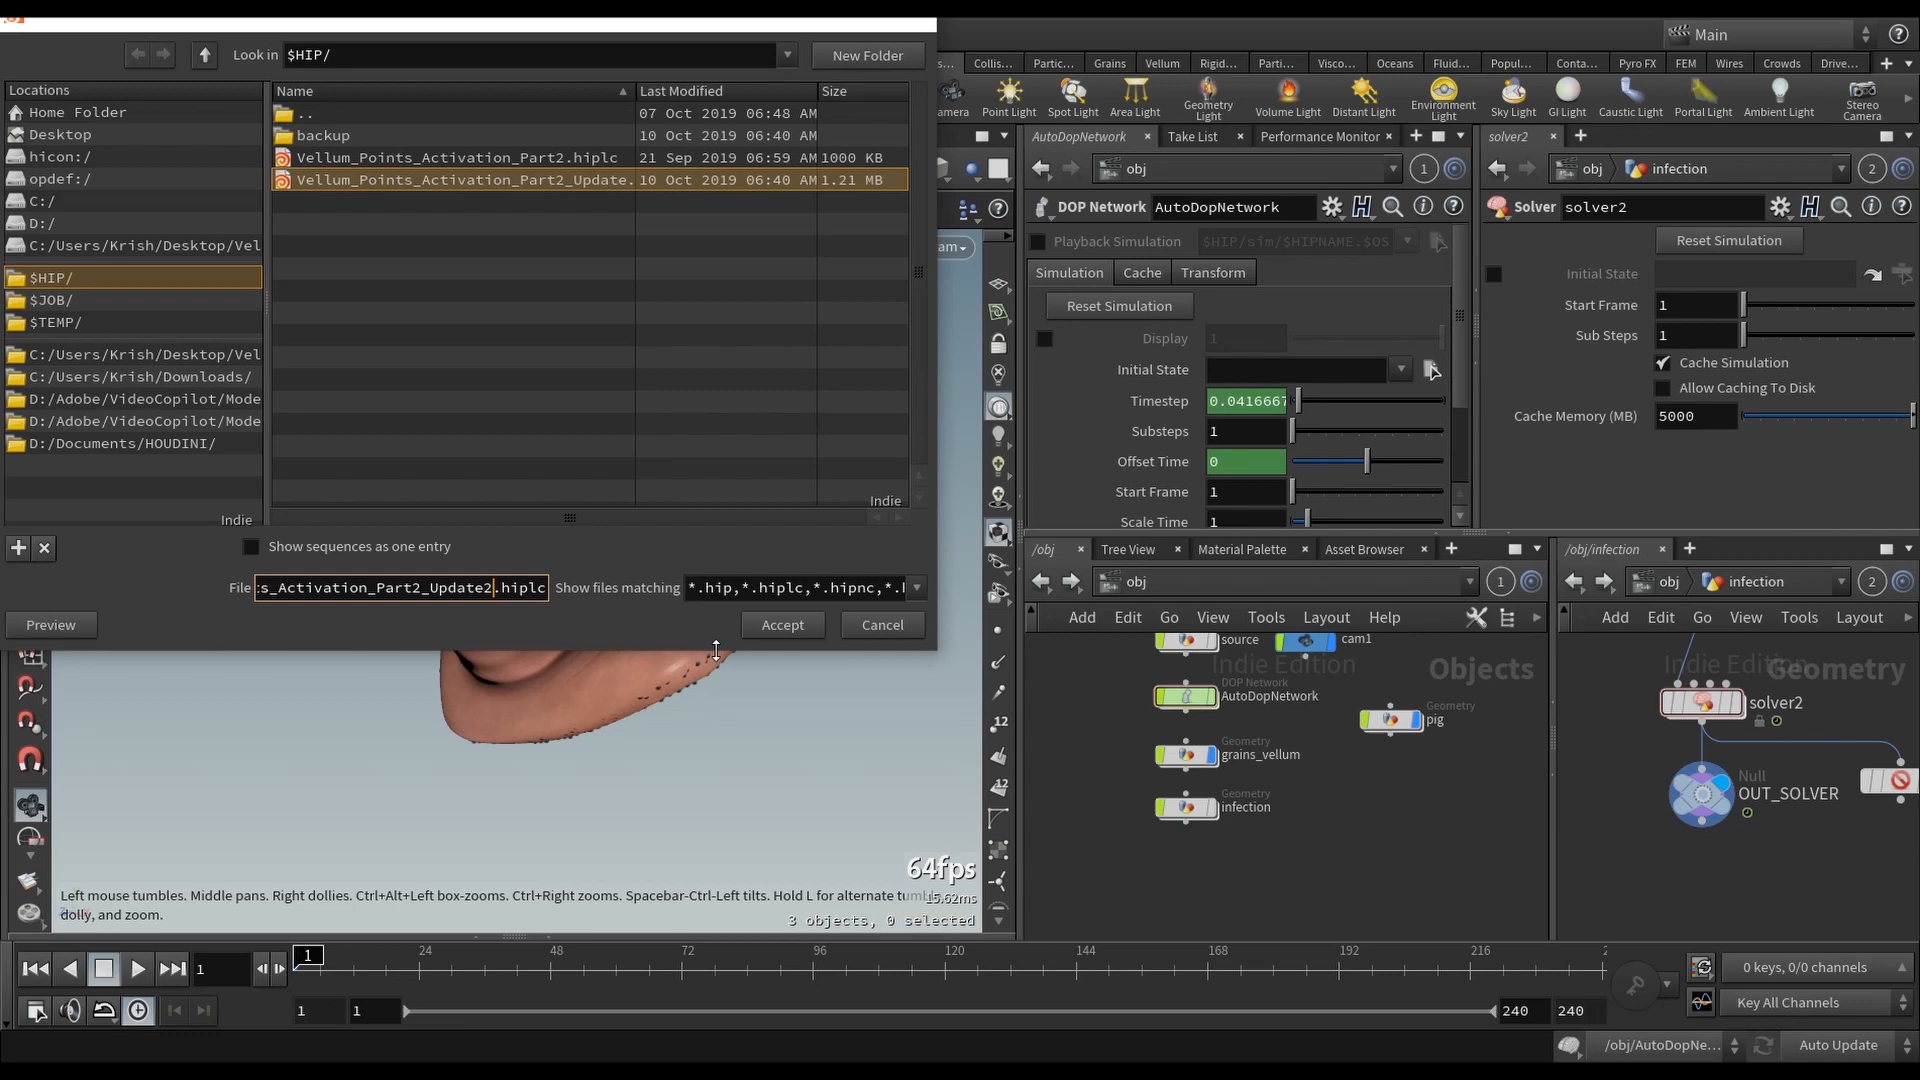 Main
Look in
$HIP/
New Folder
Collis...
Partic...
Grains
Vellum
Rigid...
Parti...
Visco...
Oceans
Fluid...
Popul...
Conta...
Pyro FX
FEM
Wires
Crowds
Drive...
Locations
Name
Last Modified
Size
Home Folder
Desktop
hicon:/
opdef:/
C:/
D:/
C:/Users/Krish/Desktop/Vel
$HIP/
$JOB/
$TEMP/
C:/Users/Krish/Desktop/Vel
C:/Users/Krish/Downloads/
D:/Adobe/VideoCopilot/Mode
D:/Adobe/VideoCopilot/Mode
D:/Documents/HOUDINI/
Indie
..
07 Oct 2019 06:48 AM
backup
10 Oct 2019 06:40 AM
Vellum_Points_Activation_Part2.hiplc
21 Sep 2019 06:59 AM
1000 KB
Vellum_Points_Activation_Part2_Update.
10 Oct 2019 06:40 AM
1.21 MB
Indie
Show sequences as one entry
File
s_Activation_Part2_Update2.hiplc
Show files matching
*.hip,*.hiplc,*.hipnc,*.
Preview
Accept
Cancel
amera
Point Light
Spot Light
Area Light
Geometry
Light
Volume Light
Distant Light
Environment
Light
Sky Light
GI Light
Caustic Light
Portal Light
Ambient Light
Stereo
Camera
AutoDopNetwork
Take List
Performance Monitor
solver2
obj
1
obj
infection
2
DOP Network
AutoDopNetwork
Solver
solver2
am
Playback Simulation
$HIP/sim/$HIPNAME.$OS
Simulation
Cache
Transform
Reset Simulation
Display
1
Initial State
Timestep
0.0416667
Substeps
1
Offset Time
0
Start Frame
1
Scale Time
1
Reset Simulation
Initial State
Start Frame
1
Sub Steps
1
Cache Simulation
Allow Caching To Disk
Cache Memory (MB)
5000
/obj
Tree View
Material Palette
Asset Browser
/obj/infection
obj
1
obj
infection
2
Add
Edit
Go
View
Tools
Layout
Help
Add
Edit
Go
View
Tools
Layout
source
cam1
Indie Edition
Objects
DOP Network
AutoDopNetwork
Geometry
pig
Geometry
grains_vellum
Geometry
infection
Indie Edition
Geometry
solver2
Null
OUT_SOLVER
12
12
64fps
15.62ms
Left mouse tumbles. Middle pans. Right dollies. Ctrl+Alt+Left box-zooms. Ctrl+Right zooms. Spacebar-Ctrl-Left tilts. Hold L for alternate tum
dolly, and zoom.
3 objects, 0 selected
1
1
24
48
72
96
120
144
168
192
216
2
0 keys, 0/0 channels
1
1
240
240
Key All Channels
/obj/AutoDopNe...
Auto Update